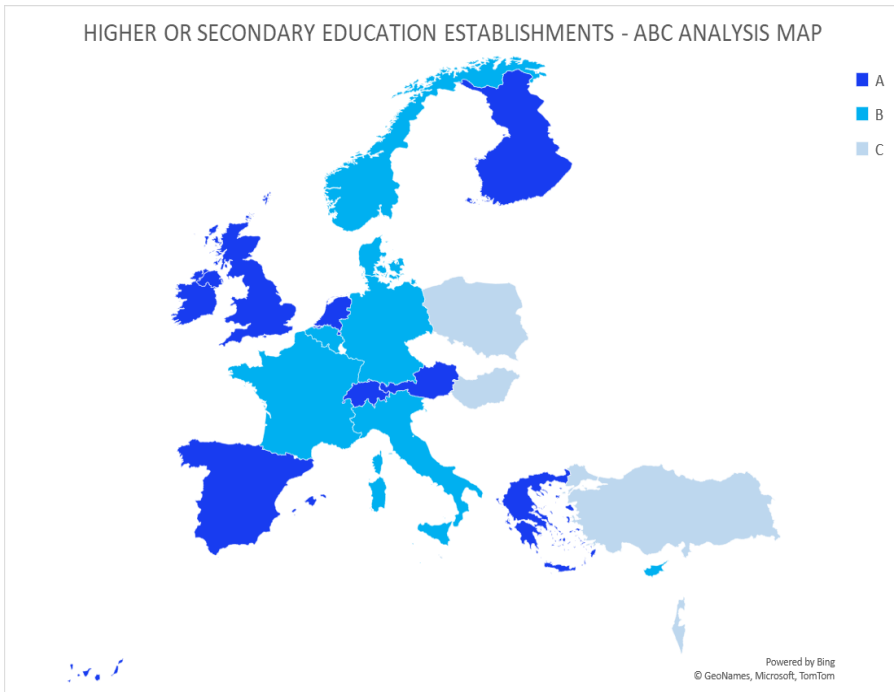 HIGHER OR SECONDARY EDUCATION ESTABLISHMENTS - ABC ANALYSIS MAP
A
B
C
Powered by Bing
© GeoNames, Microsoft, TomTom